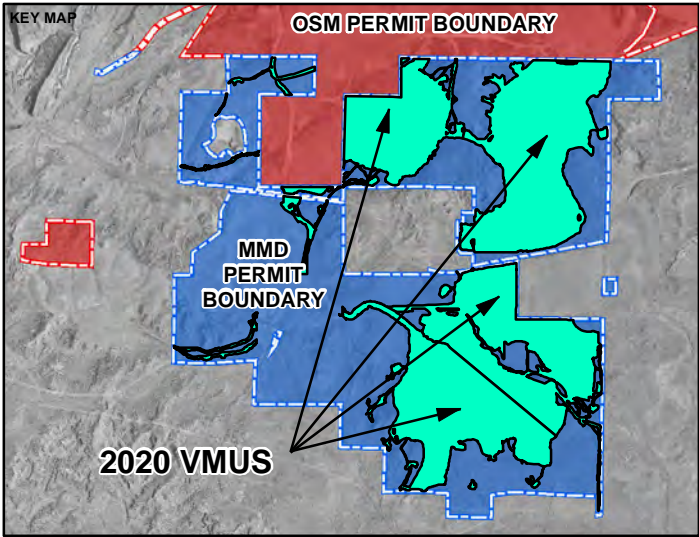 KEY MAP
OSM PERMIT BOUNDARY
MMD
PERMIT
BOUNDARY
2020 VMUS